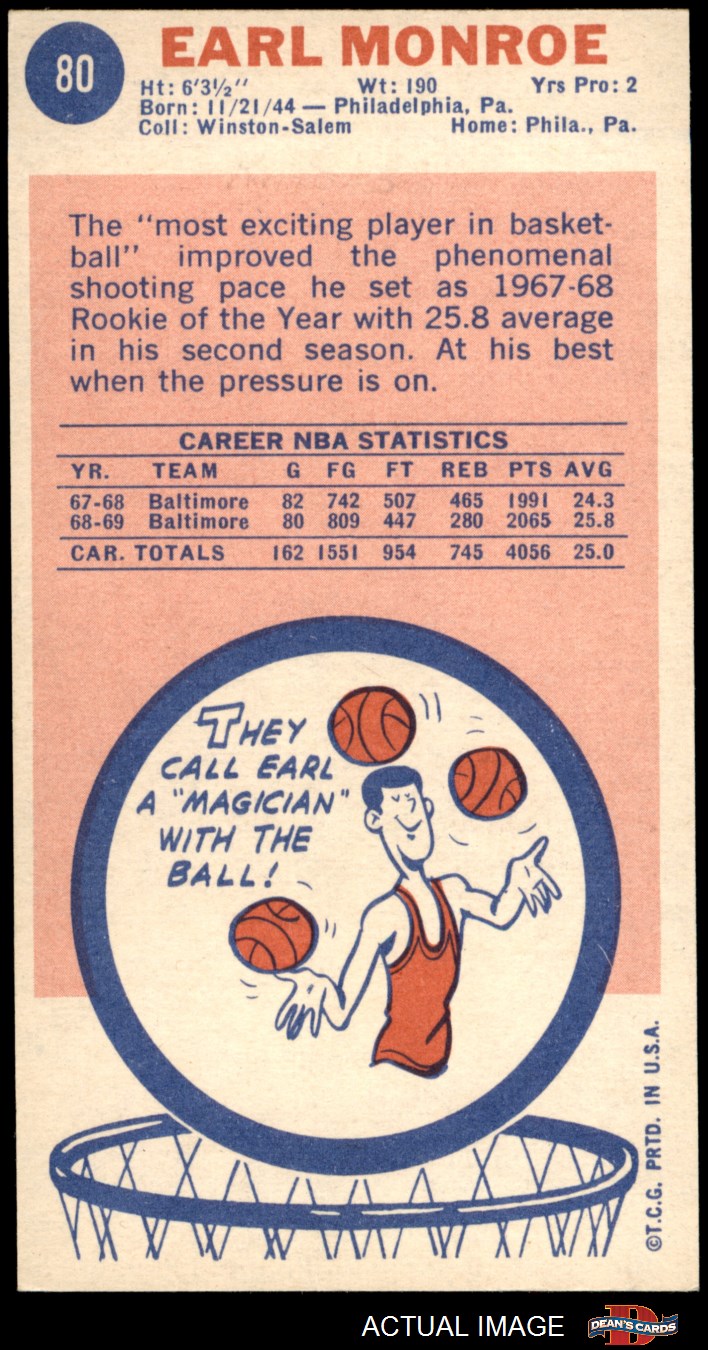 80
EARL MONROE
Ht: 6'3½" Wt: 190 Yrs Pro: 2
Born: 11/21/44 — Philadelphia, Pa.
Coll: Winston-Salem Home: Phila., Pa.
The "most exciting player in basket-
ball" improved the phenomenal
shooting pace he set as 1967-68
Rookie of the Year with 25.8 average
in his second season. At his best
when the pressure is on.
CAREER NBA STATISTICS
YR. TEAM G FG FT REB PTS AVG
67-68 Baltimore 82 742 507 465 1991 24.3
68-69 Baltimore 80 809 447 280 2065 25.8
CAR. TOTALS 162 1551 954 745 4056 25.0
THEY
CALL EARL
A "MAGICIAN"
WITH THE
BALL!
©T.C.G. PRTD. IN U.S.A.
ACTUAL IMAGE
D
DEAN'S CARDS